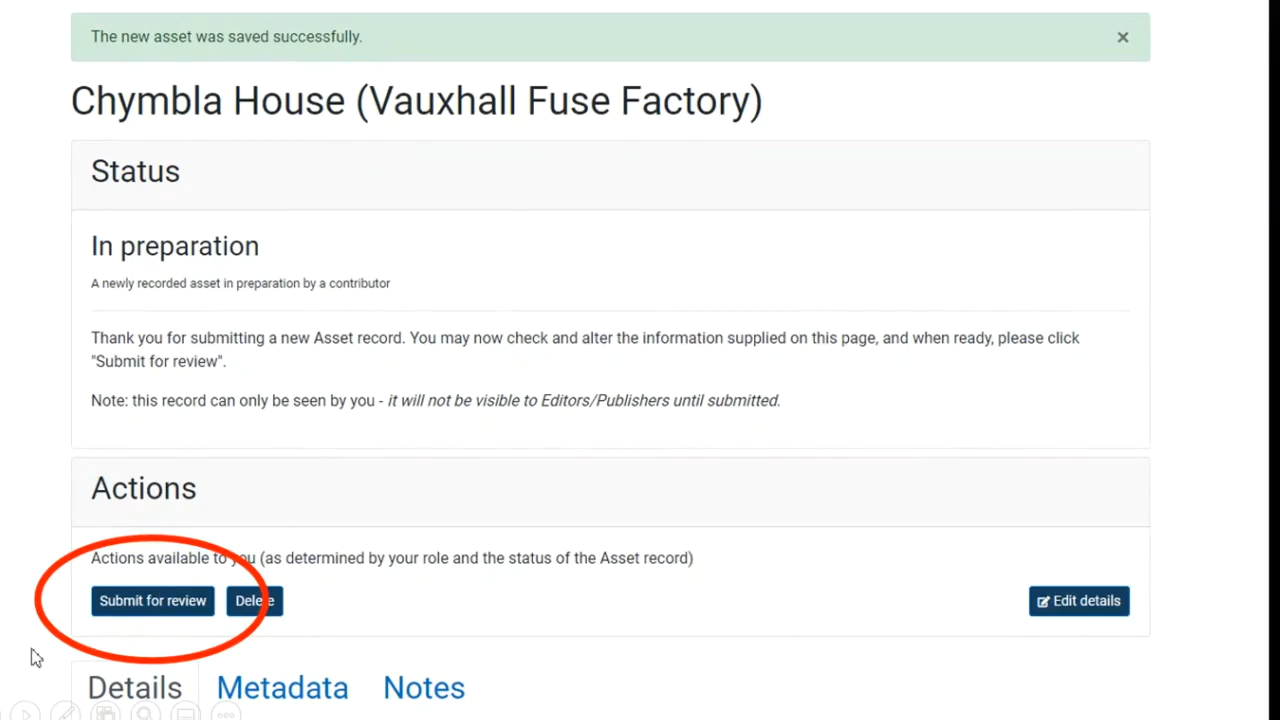 The new asset was saved successfully. ×
Chymbla House (Vauxhall Fuse Factory)
Status
In preparation
A newly recorded asset in preparation by a contributor
Thank you for submitting a new Asset record. You may now check and alter the information supplied on this page, and when ready, please click
"Submit for review".
Note: this record can only be seen by you - it will not be visible to Editors/Publishers until submitted.
Actions
Actions available to you (as determined by your role and the status of the Asset record)
Submit for review Delete Edit details
Details Metadata Notes